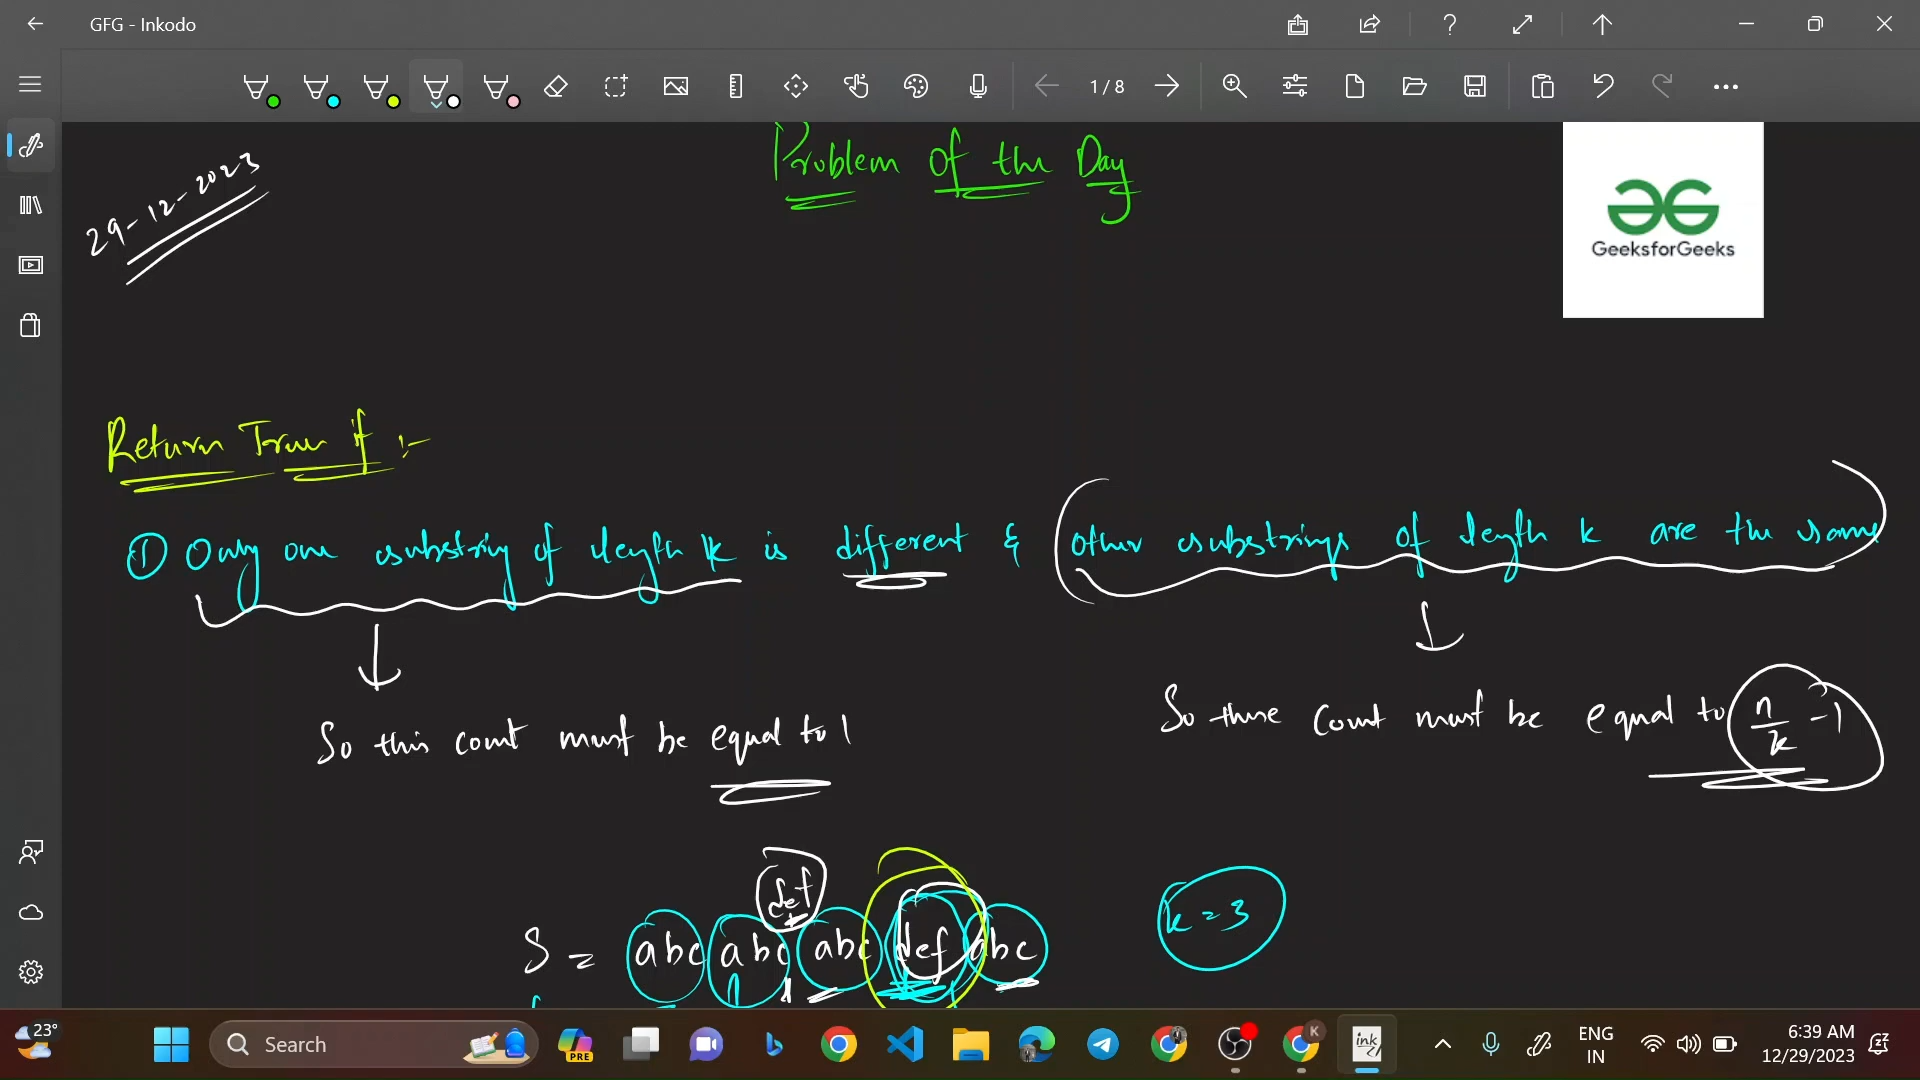 GFG - Inkodo
1 / 8
29-12-2023
Problem of the Day
GeeksforGeeks
Return True if :-
① Only one substring of length k is different & (other substrings of length k are the same)
So this count must be equal to 1
So there count must be equal to n/k - 1
def
S = abc abc abc def abc
k = 3
23°
Search
PRE
K
ink
ENG
IN
6:39 AM
12/29/2023